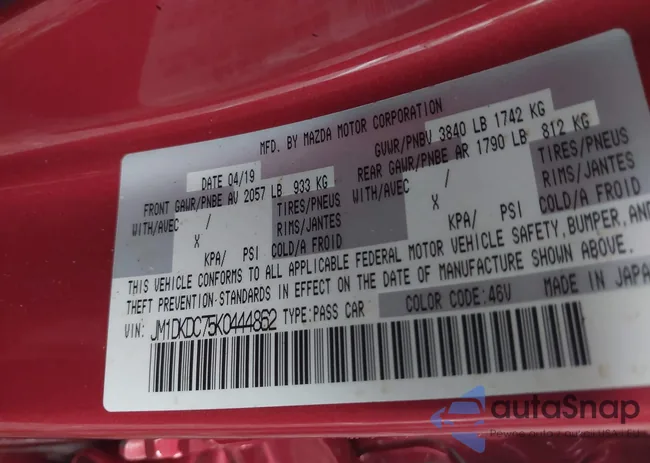 MFD. BY MAZDA MOTOR CORPORATION
DATE 04/19 GVWR/PNBV 3840 LB 1742 KG
FRONT GAWR/PNBE AV 2057 LB 933 KG REAR GAWR/PNBE AR 1790 LB 812 KG
WITH/AVEC / TIRES/PNEUS WITH/AVEC / TIRES/PNEUS
X RIMS/JANTES X RIMS/JANTES
KPA/ PSI COLD/A FROID KPA/ PSI COLD/A FROID
THIS VEHICLE CONFORMS TO ALL APPLICABLE FEDERAL MOTOR VEHICLE SAFETY, BUMPER, AND
THEFT PREVENTION STANDARDS IN EFFECT ON THE DATE OF MANUFACTURE SHOWN ABOVE.
VIN: JM1DKDC75K0444862 TYPE: PASS CAR COLOR CODE: 46V MADE IN JAPA
autoSnap